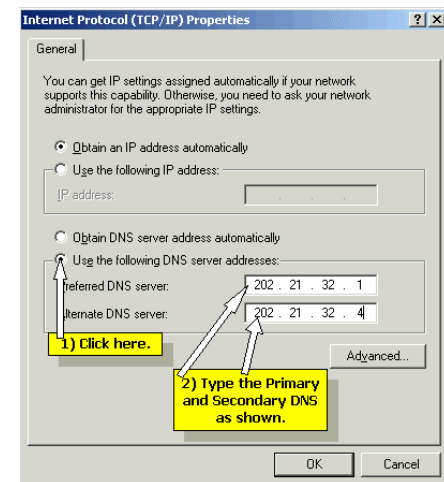 Internet Protocol (TCP/IP) Properties
General
You can get IP settings assigned automatically if your network
supports this capability. Otherwise, you need to ask your network
administrator for the appropriate IP settings.
Obtain an IP address automatically
Use the following IP address:
IP address:
Obtain DNS server address automatically
Use the following DNS server addresses:
Preferred DNS server:
202 . 21 . 32 . 1
Alternate DNS server:
202 . 21 . 32 . 4
1) Click here.
Advanced...
2) Type the Primary
and Secondary DNS
as shown.
OK
Cancel